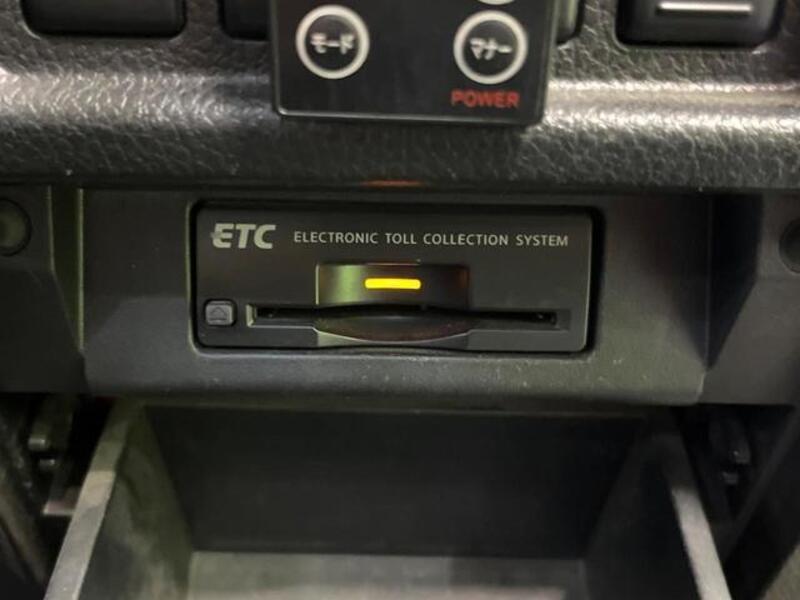 モード
マナー
POWER
ETC ELECTRONIC TOLL COLLECTION SYSTEM